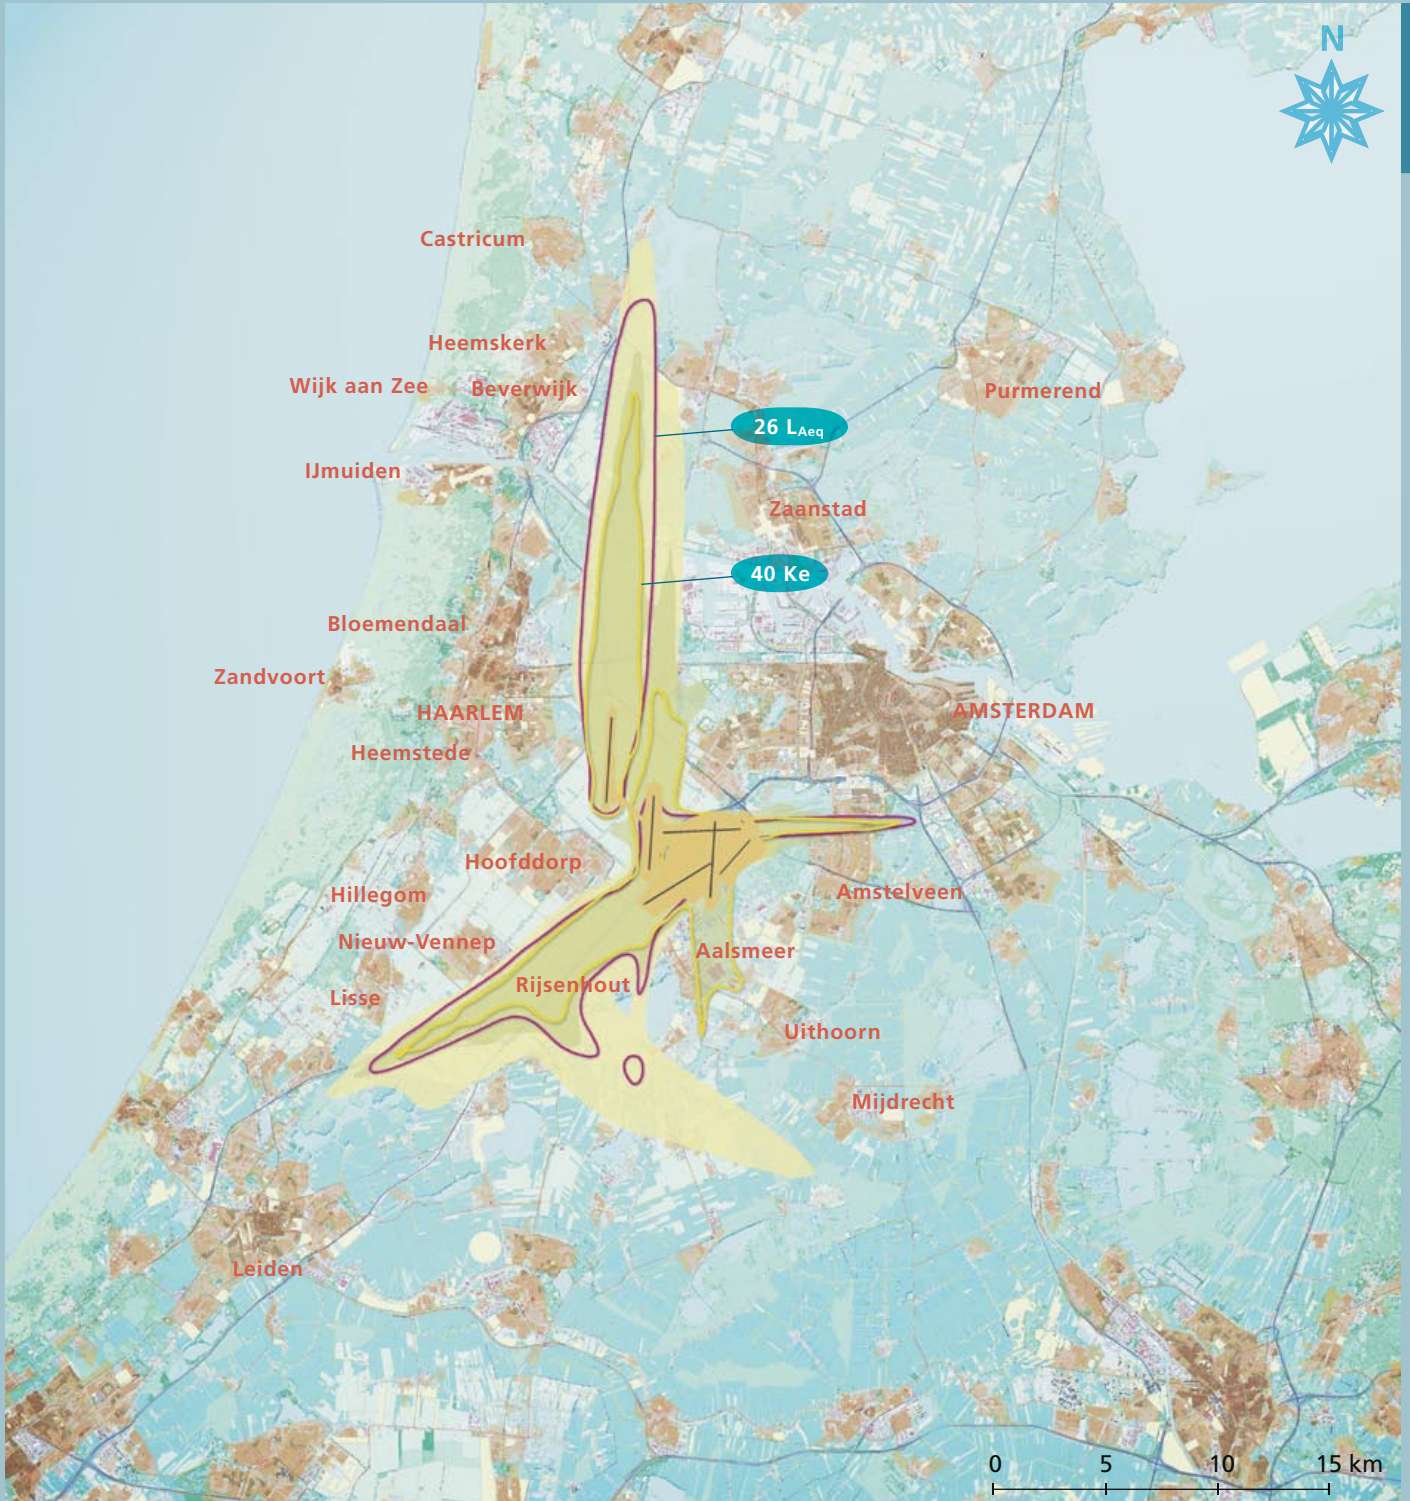 N
Castricum
Heemskerk
Wijk aan Zee
Beverwijk
Purmerend
26 LAeq
IJmuiden
Zaanstad
40 Ke
Bloemendaal
Zandvoort
HAARLEM
AMSTERDAM
Heemstede
Hoofddorp
Hillegom
Amstelveen
Nieuw-Vennep
Aalsmeer
Rijsenhout
Lisse
Uithoorn
Mijdrecht
Leiden
0 5 10 15 km